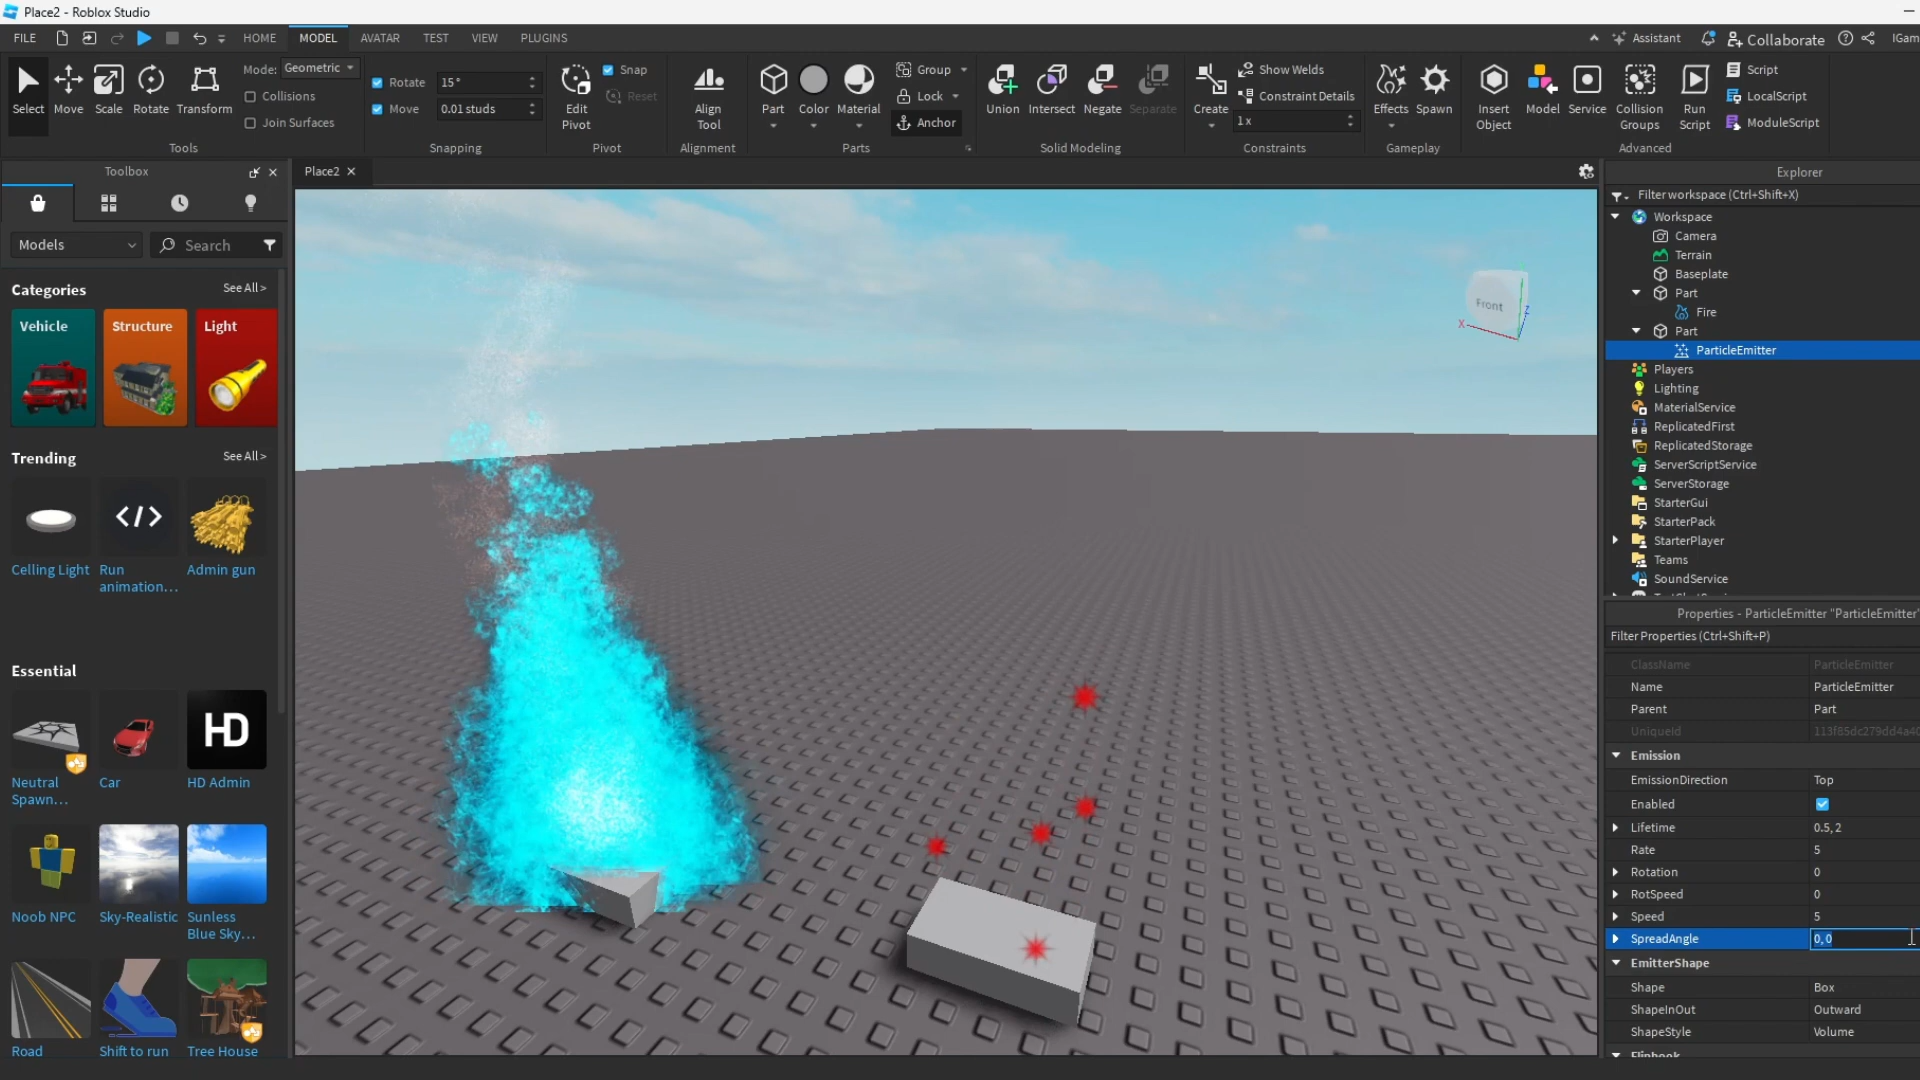 Place2 - Roblox Studio
FILE HOME MODEL AVATAR TEST VIEW PLUGINS Assistant Collaborate IGam
Select Move Scale Rotate Transform
Mode: Geometric
Collisions
Join Surfaces
Tools
Rotate 15°
Move 0.01 studs
Snapping
Edit
Pivot
Snap
Reset
Pivot
Align
Tool
Alignment
Part Color Material
Group
Lock
Anchor
Parts
Union Intersect Negate Separate
Solid Modeling
Create
Show Welds
Constraint Details
1 x
Constraints
Effects Spawn
Gameplay
Insert
Object
Model Service
Collision
Groups
Run
Script
Script
LocalScript
ModuleScript
Advanced
Toolbox
Models Search
Categories See All >
Vehicle Structure Light
Trending See All >
Celling Light Run
animation... Admin gun
Essential
HD
Neutral
Spawn... Car HD Admin
Noob NPC Sky-Realistic Sunless
Blue Sky...
Road Shift to run Tree House
Place2
Front
X
Z
Explorer
Filter workspace (Ctrl+Shift+X)
Workspace
Camera
Terrain
Baseplate
Part
Fire
Part
ParticleEmitter
Players
Lighting
MaterialService
ReplicatedFirst
ReplicatedStorage
ServerScriptService
ServerStorage
StarterGui
StarterPack
StarterPlayer
Teams
SoundService
Properties - ParticleEmitter "ParticleEmitter"
Filter Properties (Ctrl+Shift+P)
ClassName ParticleEmitter
Name ParticleEmitter
Parent Part
UniqueId 113f85dc279dd4a40
Emission
EmissionDirection Top
Enabled
Lifetime 0.5, 2
Rate 5
Rotation 0
RotSpeed 0
Speed 5
SpreadAngle 0, 0
EmitterShape
Shape Box
ShapeInOut Outward
ShapeStyle Volume
Flipbook